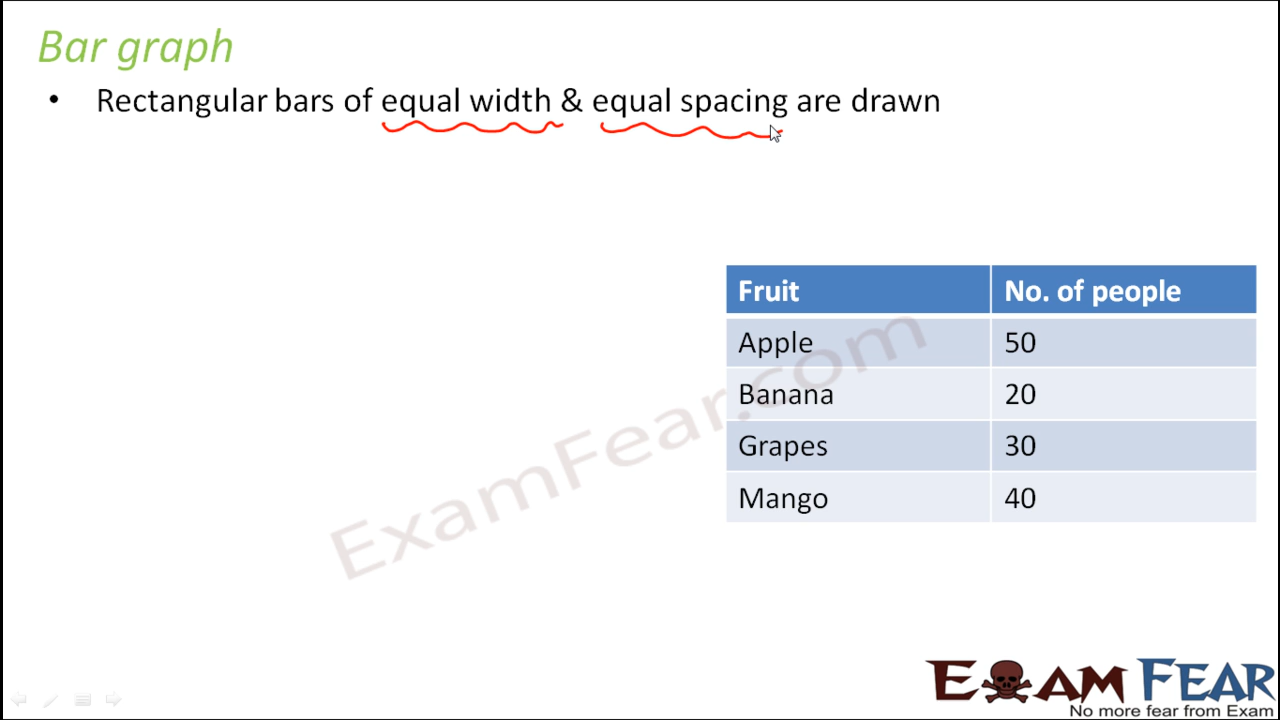 Bar graph
• Rectangular bars of equal width & equal spacing are drawn
Fruit No. of people
Apple 50
Banana 20
Grapes 30
Mango 40
ExamFear.com
EXAM FEAR
No more fear from Exam